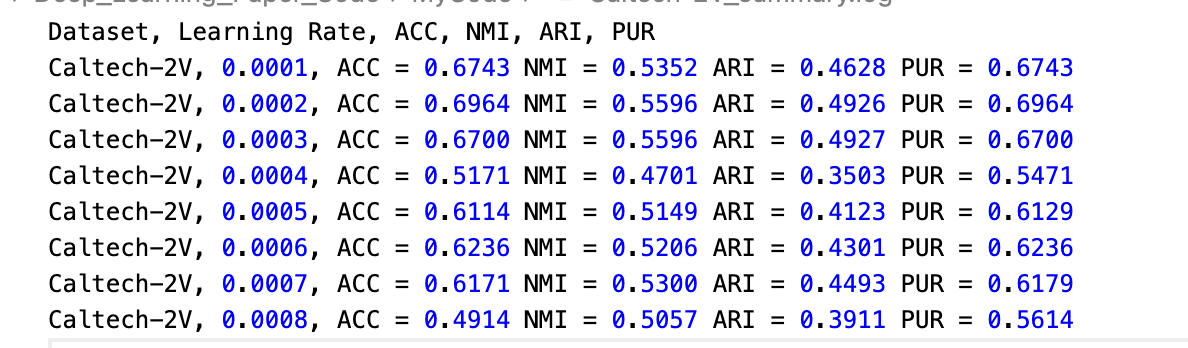 Dataset, Learning Rate, ACC, NMI, ARI, PUR
Caltech-2V, 0.0001, ACC = 0.6743 NMI = 0.5352 ARI = 0.4628 PUR = 0.6743
Caltech-2V, 0.0002, ACC = 0.6964 NMI = 0.5596 ARI = 0.4926 PUR = 0.6964
Caltech-2V, 0.0003, ACC = 0.6700 NMI = 0.5596 ARI = 0.4927 PUR = 0.6700
Caltech-2V, 0.0004, ACC = 0.5171 NMI = 0.4701 ARI = 0.3503 PUR = 0.5471
Caltech-2V, 0.0005, ACC = 0.6114 NMI = 0.5149 ARI = 0.4123 PUR = 0.6129
Caltech-2V, 0.0006, ACC = 0.6236 NMI = 0.5206 ARI = 0.4301 PUR = 0.6236
Caltech-2V, 0.0007, ACC = 0.6171 NMI = 0.5300 ARI = 0.4493 PUR = 0.6179
Caltech-2V, 0.0008, ACC = 0.4914 NMI = 0.5057 ARI = 0.3911 PUR = 0.5614